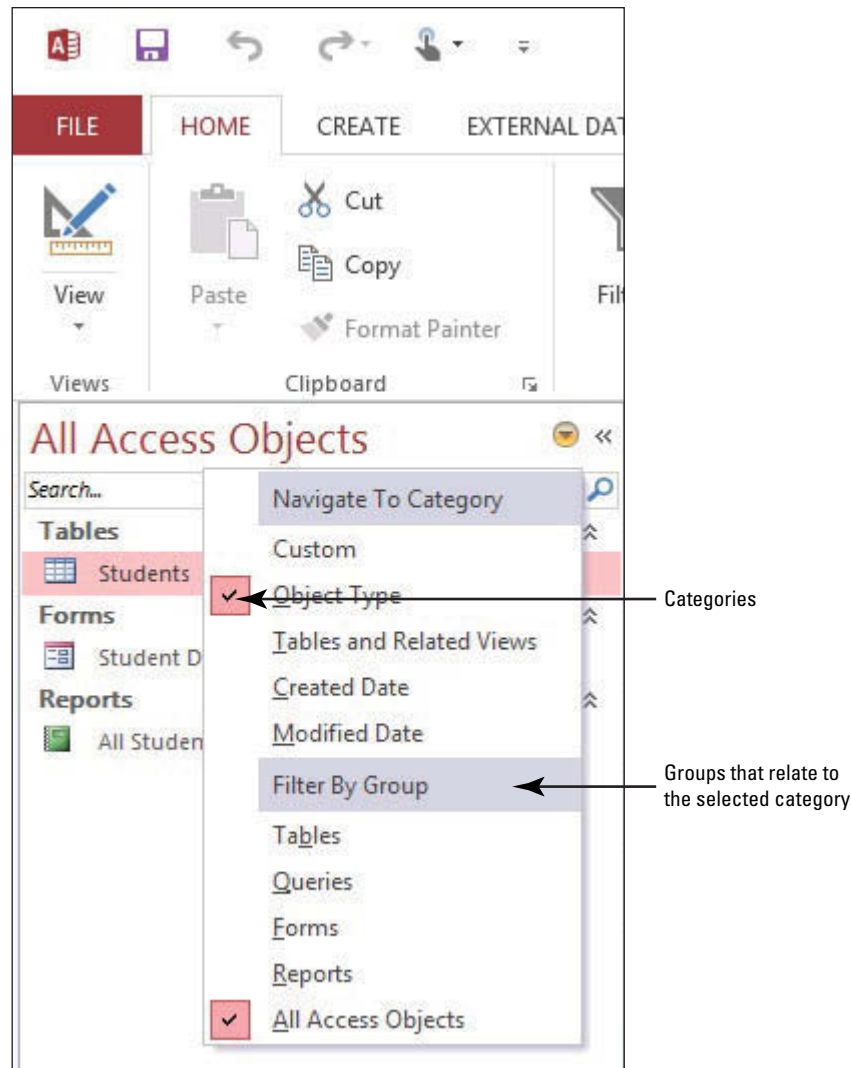 FILE HOME CREATE EXTERNAL DAT
Cut
Copy
View Paste Filt
Format Painter
Views Clipboard
All Access Objects
Search...
Navigate To Category
Tables
Custom
Students
Object Type
Categories
Forms
Tables and Related Views
Student D
Created Date
Reports
Modified Date
All Studen
Filter By Group
Groups that relate to
the selected category
Tables
Queries
Forms
Reports
All Access Objects